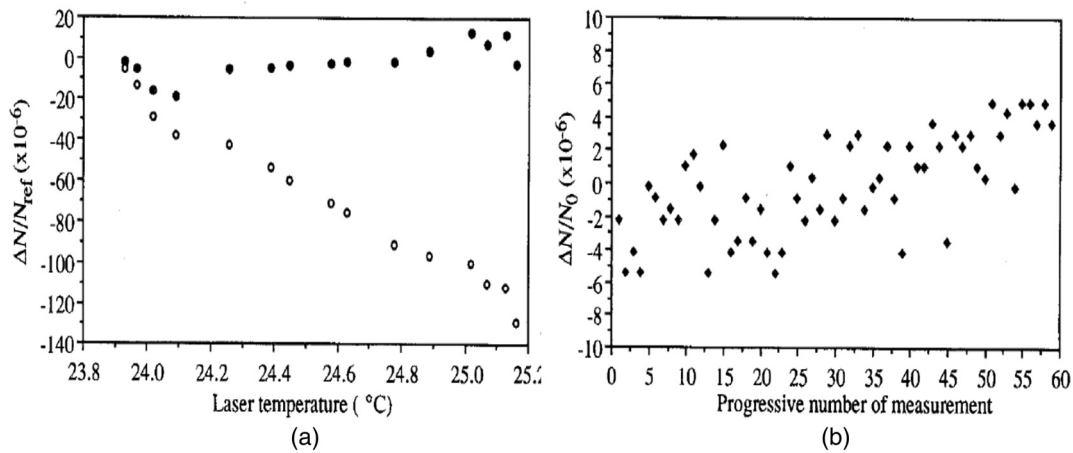 20
0
-20
-40
-60
-80
-100
-120
-140
ΔN/N_ref (x10^-6)
23.8 24.0 24.2 24.4 24.6 24.8 25.0 25.2
Laser temperature ( °C)
(a)
10
8
6
4
2
0
-2
-4
-6
-8
-10
ΔN/N_0 (x10^-6)
0 5 10 15 20 25 30 35 40 45 50 55 60
Progressive number of measurement
(b)